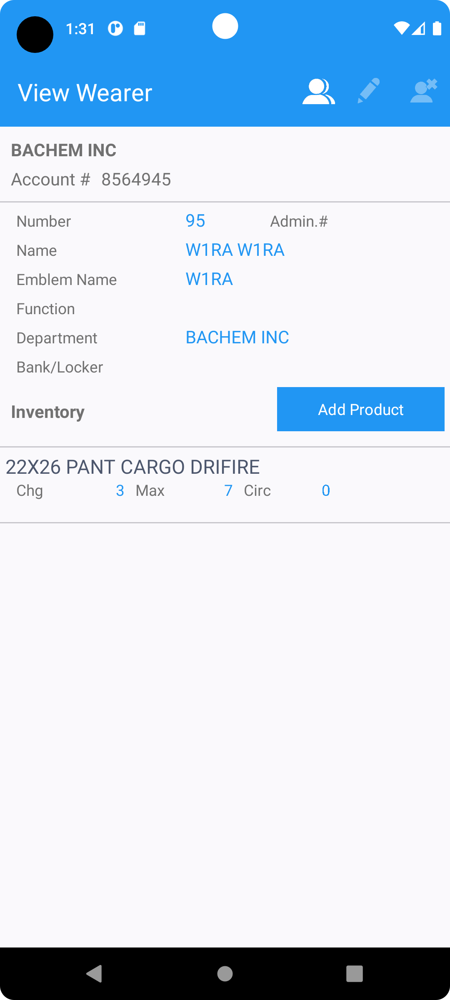 1:31
View Wearer
BACHEM INC
Account # 8564945
Number 95 Admin.#
Name W1RA W1RA
Emblem Name W1RA
Function
Department BACHEM INC
Bank/Locker
Inventory Add Product
22X26 PANT CARGO DRIFIRE
Chg 3 Max 7 Circ 0